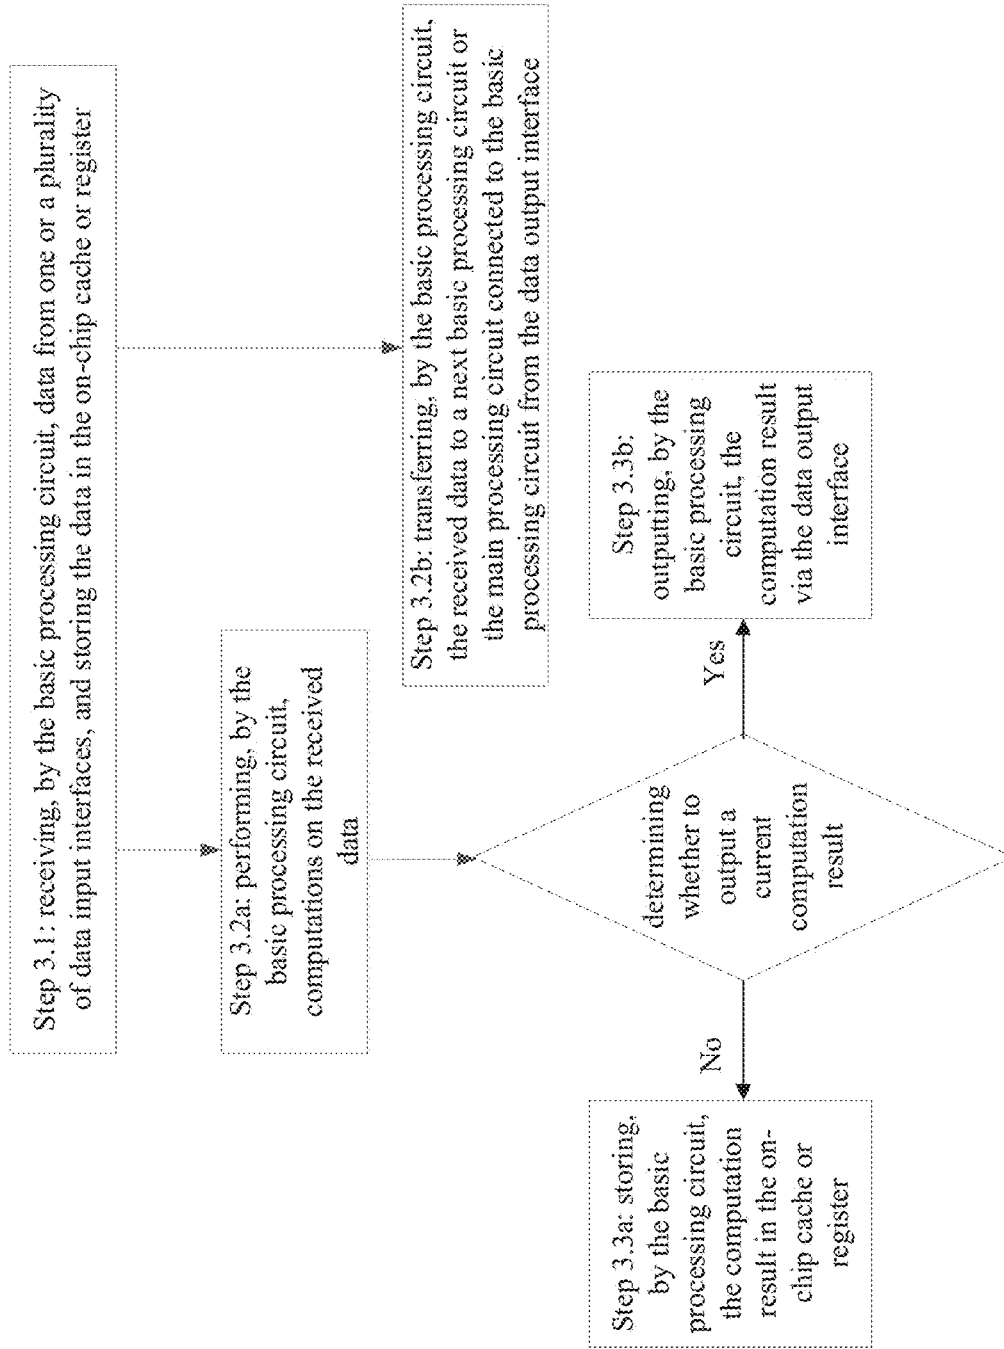 Step 3.1: receiving, by the basic processing circuit, data from one or a plurality
of data input interfaces, and storing the data in the on-chip cache or register
Step 3.2a: performing, by the
basic processing circuit,
computations on the received
data
Step 3.2b: transferring, by the basic processing circuit,
the received data to a next basic processing circuit or
the main processing circuit connected to the basic
processing circuit from the data output interface
determining
whether to
output a
current
computation
result
No
Yes
Step 3.3a: storing,
by the basic
processing circuit,
the computation
result in the on-
chip cache or
register
Step 3.3b:
outputting, by the
basic processing
circuit, the
computation result
via the data output
interface